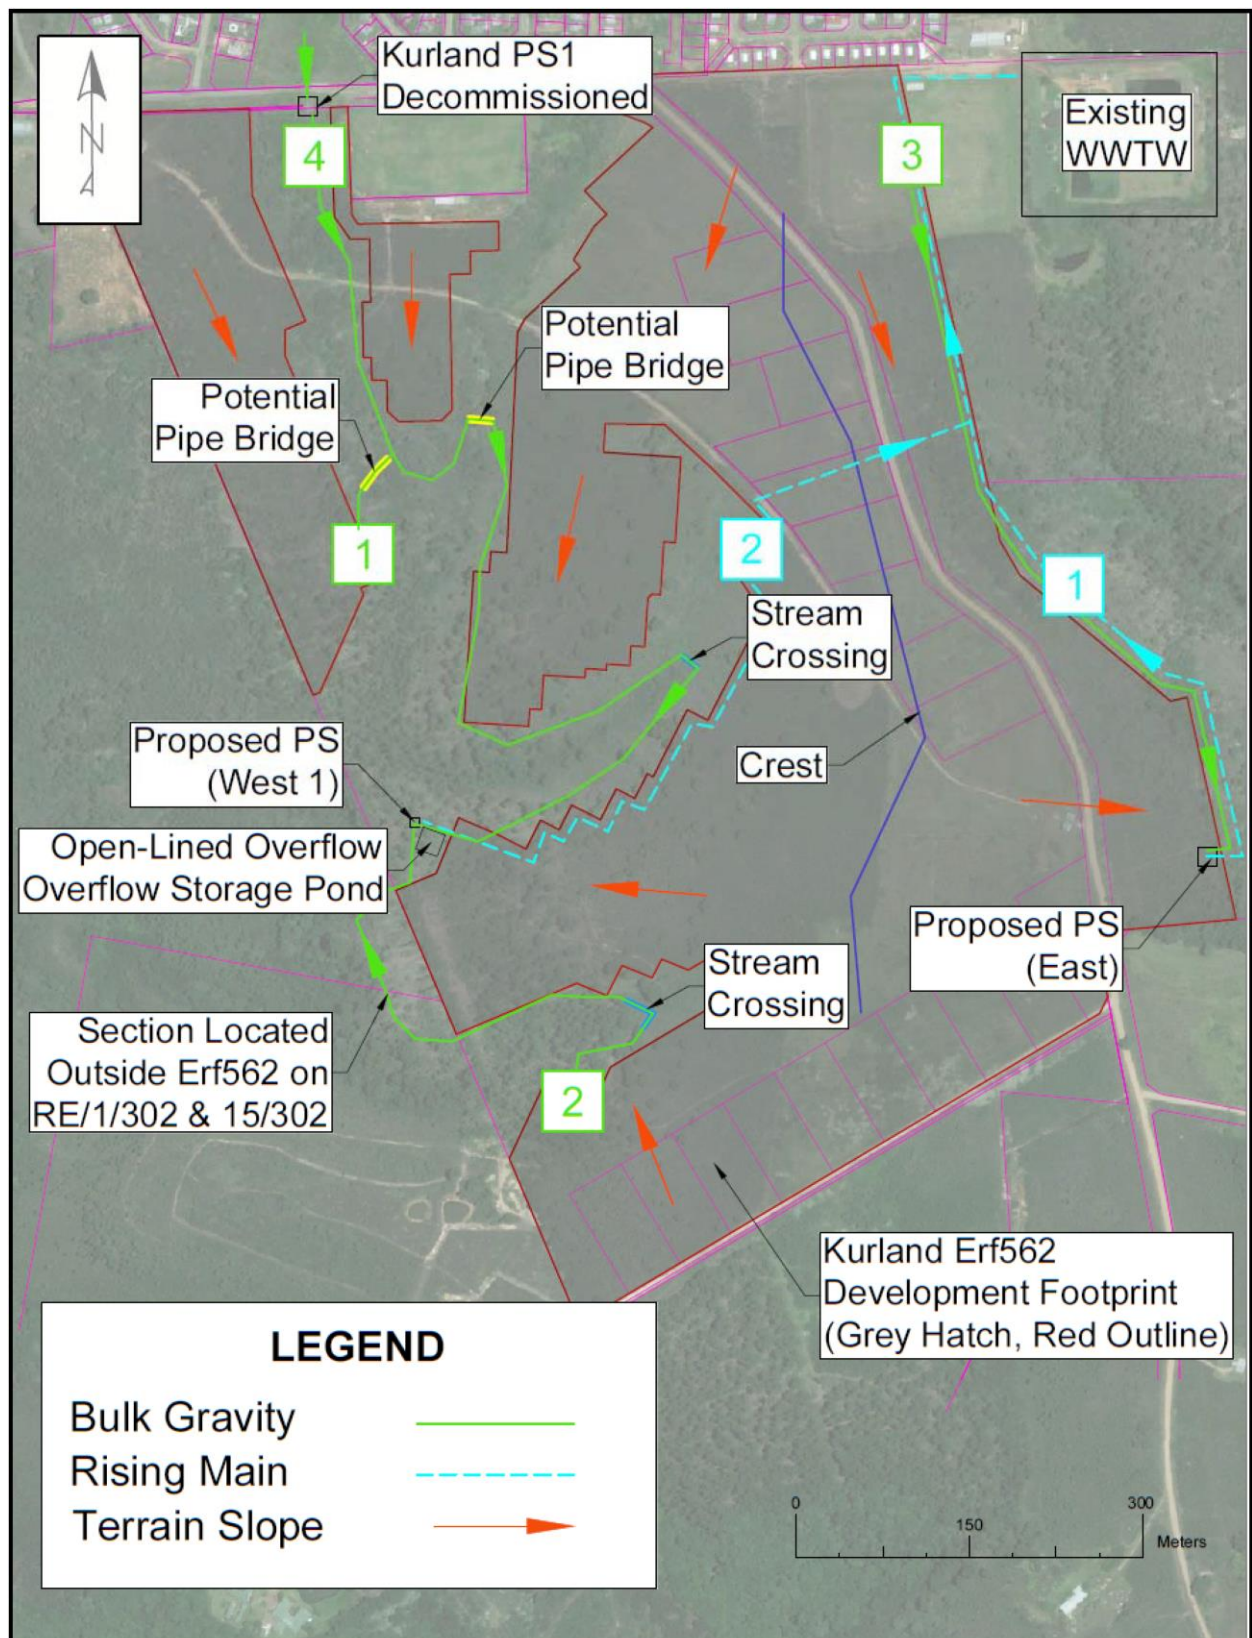 Kurland PS1
Decommissioned
N
Existing
WWTW
4
3
Potential
Pipe Bridge
Potential
Pipe Bridge
1
2
1
Stream
Crossing
Proposed PS
(West 1)
Crest
Open-Lined Overflow
Overflow Storage Pond
Proposed PS
(East)
Stream
Crossing
Section Located
Outside Erf562 on
RE/1/302 & 15/302
2
Kurland Erf562
Development Footprint
(Grey Hatch, Red Outline)
LEGEND
Bulk Gravity
Rising Main
Terrain Slope
0
300
150
Meters